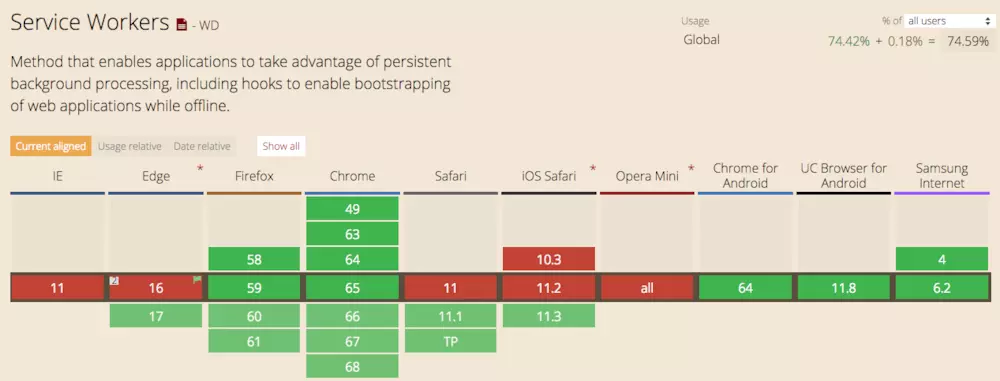 Service Workers - WD
Usage % of all users
Global 74.42% + 0.18% = 74.59%
Method that enables applications to take advantage of persistent
background processing, including hooks to enable bootstrapping
of web applications while offline.
Current aligned Usage relative Date relative Show all
IE Edge * Firefox Chrome Safari iOS Safari * Opera Mini * Chrome for Android UC Browser for Android Samsung Internet
49
63
58 64 10.3 4
11 2 16 59 65 11 11.2 all 64 11.8 6.2
17 60 66 11.1 11.3
61 67 TP
68